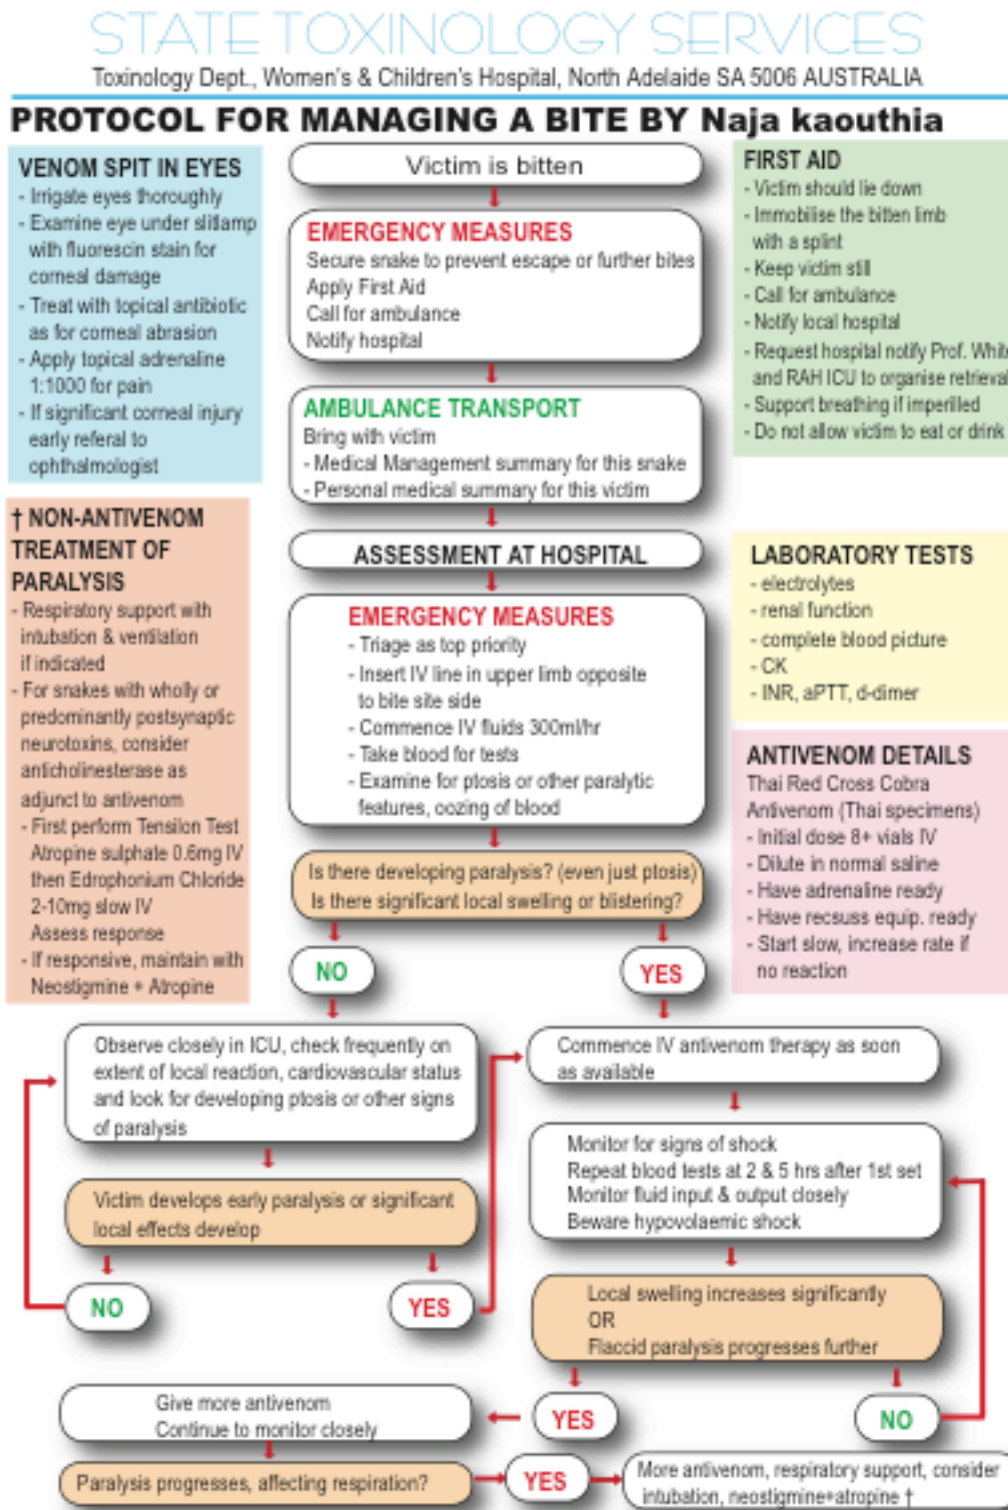 STATE TOXINOLOGY SERVICES
Toxinology Dept., Women's & Children's Hospital, North Adelaide SA 5006 AUSTRALIA
PROTOCOL FOR MANAGING A BITE BY Naja kaouthia
VENOM SPIT IN EYES
- Irrigate eyes thoroughly
- Examine eye under slitlamp
with fluorescin stain for
corneal damage
- Treat with topical antibiotic
as for corneal abrasion
- Apply topical adrenaline
1:1000 for pain
- If significant corneal injury
early referal to
ophthalmologist
† NON-ANTIVENOM
TREATMENT OF
PARALYSIS
- Respiratory support with
intubation & ventilation
if indicated
- For snakes with wholly or
predominantly postsynaptic
neurotoxins, consider
anticholinesterase as
adjunct to antivenom
- First perform Tensilon Test
Atropine sulphate 0.6mg IV
then Edrophonium Chloride
2-10mg slow IV
Assess response
- If responsive, maintain with
Neostigmine + Atropine
Victim is bitten
EMERGENCY MEASURES
Secure snake to prevent escape or further bites
Apply First Aid
Call for ambulance
Notify hospital
AMBULANCE TRANSPORT
Bring with victim
- Medical Management summary for this snake
- Personal medical summary for this victim
ASSESSMENT AT HOSPITAL
EMERGENCY MEASURES
- Triage as top priority
- Insert IV line in upper limb opposite
to bite site side
- Commence IV fluids 300ml/hr
- Take blood for tests
- Examine for ptosis or other paralytic
features, oozing of blood
Is there developing paralysis? (even just ptosis)
Is there significant local swelling or blistering?
NO
YES
FIRST AID
- Victim should lie down
- Immobilise the bitten limb
with a splint
- Keep victim still
- Call for ambulance
- Notify local hospital
- Request hospital notify Prof. White
and RAH ICU to organise retrieval
- Support breathing if imperilled
- Do not allow victim to eat or drink
LABORATORY TESTS
- electrolytes
- renal function
- complete blood picture
- CK
- INR, aPTT, d-dimer
ANTIVENOM DETAILS
Thai Red Cross Cobra
Antivenom (Thai specimens)
- Initial dose 8+ vials IV
- Dilute in normal saline
- Have adrenaline ready
- Have recsuss equip. ready
- Start slow, increase rate if
no reaction
Observe closely in ICU, check frequently on
extent of local reaction, cardiovascular status
and look for developing ptosis or other signs
of paralysis
Victim develops early paralysis or significant
local effects develop
NO
YES
Commence IV antivenom therapy as soon
as available
Monitor for signs of shock
Repeat blood tests at 2 & 5 hrs after 1st set
Monitor fluid input & output closely
Beware hypovolaemic shock
Local swelling increases significantly
OR
Flaccid paralysis progresses further
YES
NO
Give more antivenom
Continue to monitor closely
Paralysis progresses, affecting respiration?
YES
More antivenom, respiratory support, consider
intubation, neostigmine+atropine †